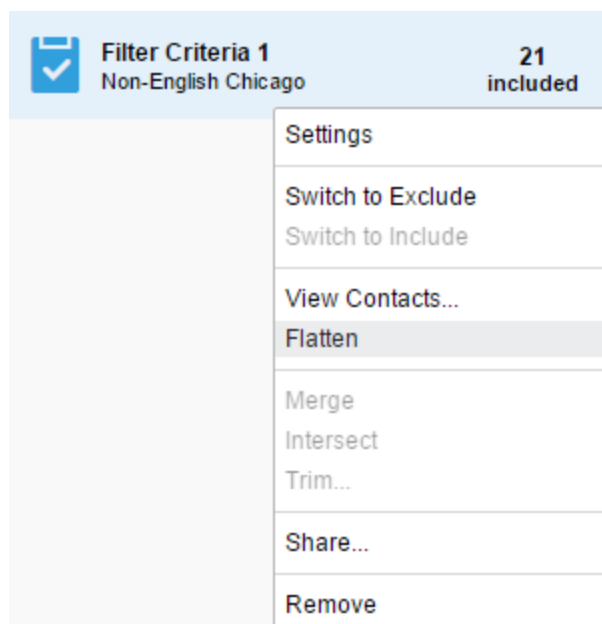 Filter Criteria 1
Non-English Chicago
21
included
Settings
Switch to Exclude
Switch to Include
View Contacts...
Flatten
Merge
Intersect
Trim...
Share...
Remove